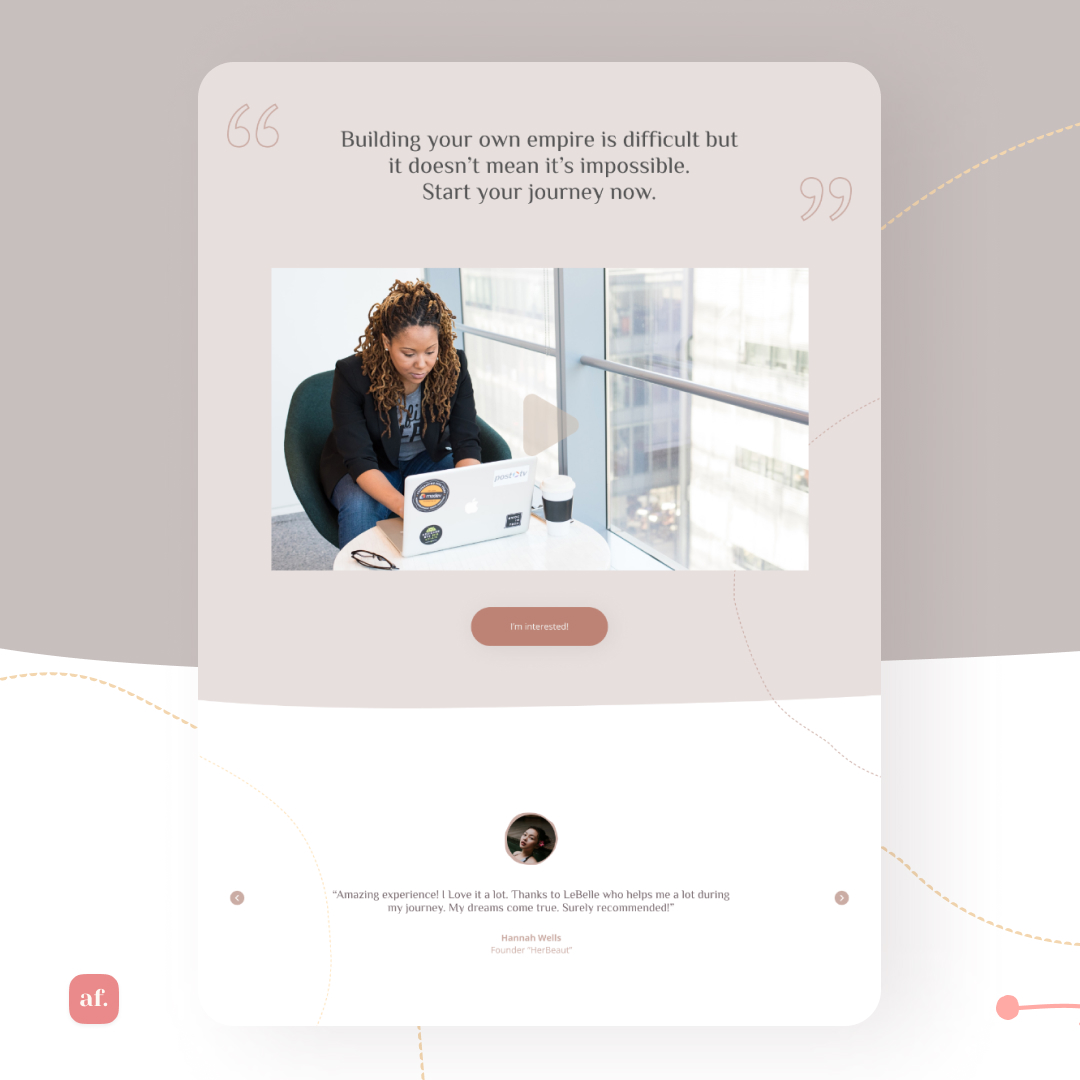 “
Building your own empire is difficult but
it doesn’t mean it’s impossible.
Start your journey now.
”
I'm interested!
“Amazing experience! I Love it a lot. Thanks to LeBelle who helps me a lot during
my journey. My dreams come true. Surely recommended!”
Hannah Wells
Founder “HerBeaut”
af.